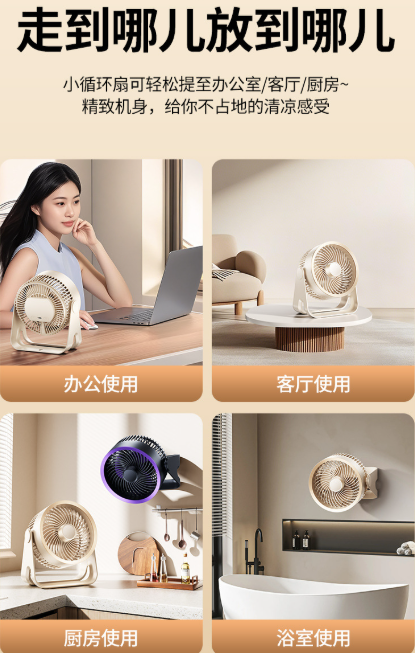 走到哪儿放到哪儿
小循环扇可轻松提至办公室/客厅/厨房~
精致机身，给你不占地的清凉感受
办公使用
客厅使用
厨房使用
浴室使用